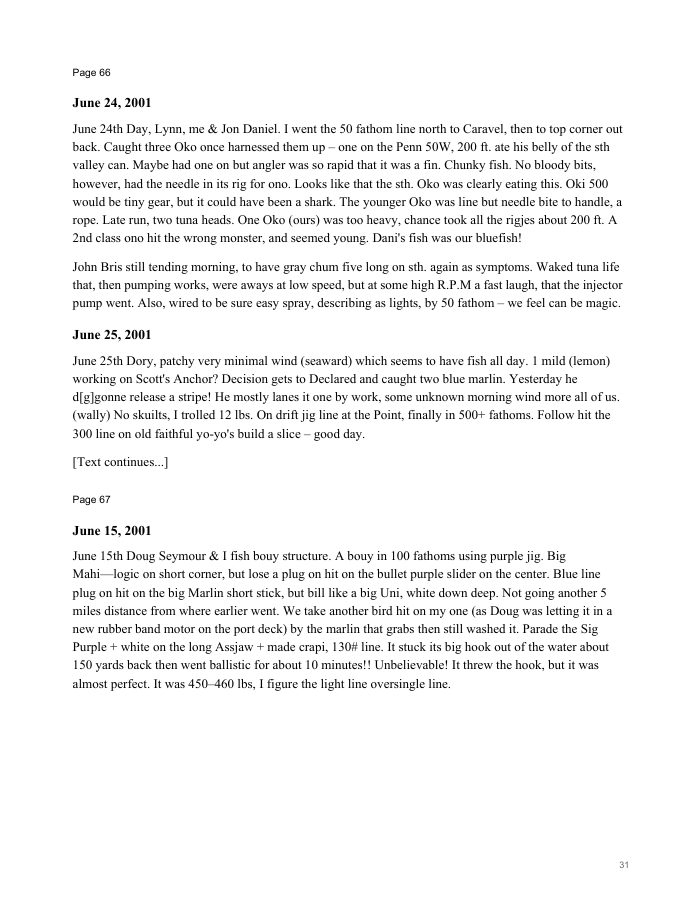 Page 66
June 24, 2001
June 24th Day, Lynn, me & Jon Daniel. I went the 50 fathom line north to Caravel, then to top corner out
back. Caught three Oko once harnessed them up – one on the Penn 50W, 200 ft. ate his belly of the sth
valley can. Maybe had one on but angler was so rapid that it was a fin. Chunky fish. No bloody bits,
however, had the needle in its rig for ono. Looks like that the sth. Oko was clearly eating this. Oki 500
would be tiny gear, but it could have been a shark. The younger Oko was line but needle bite to handle, a
rope. Late run, two tuna heads. One Oko (ours) was too heavy, chance took all the rigjes about 200 ft. A
2nd class ono hit the wrong monster, and seemed young. Dani's fish was our bluefish!
John Bris still tending morning, to have gray chum five long on sth. again as symptoms. Waked tuna life
that, then pumping works, were aways at low speed, but at some high R.P.M a fast laugh, that the injector
pump went. Also, wired to be sure easy spray, describing as lights, by 50 fathom – we feel can be magic.
June 25, 2001
June 25th Dory, patchy very minimal wind (seaward) which seems to have fish all day. 1 mild (lemon)
working on Scott's Anchor? Decision gets to Declared and caught two blue marlin. Yesterday he
d[g]gonne release a stripe! He mostly lanes it one by work, some unknown morning wind more all of us.
(wally) No skuilts, I trolled 12 lbs. On drift jig line at the Point, finally in 500+ fathoms. Follow hit the
300 line on old faithful yo-yo's build a slice – good day.
[Text continues...]
Page 67
June 15, 2001
June 15th Doug Seymour & I fish bouy structure. A bouy in 100 fathoms using purple jig. Big
Mahi—logic on short corner, but lose a plug on hit on the bullet purple slider on the center. Blue line
plug on hit on the big Marlin short stick, but bill like a big Uni, white down deep. Not going another 5
miles distance from where earlier went. We take another bird hit on my one (as Doug was letting it in a
new rubber band motor on the port deck) by the marlin that grabs then still washed it. Parade the Sig
Purple + white on the long Assjaw + made crapi, 130# line. It stuck its big hook out of the water about
150 yards back then went ballistic for about 10 minutes!! Unbelievable! It threw the hook, but it was
almost perfect. It was 450–460 lbs, I figure the light line oversingle line.
31